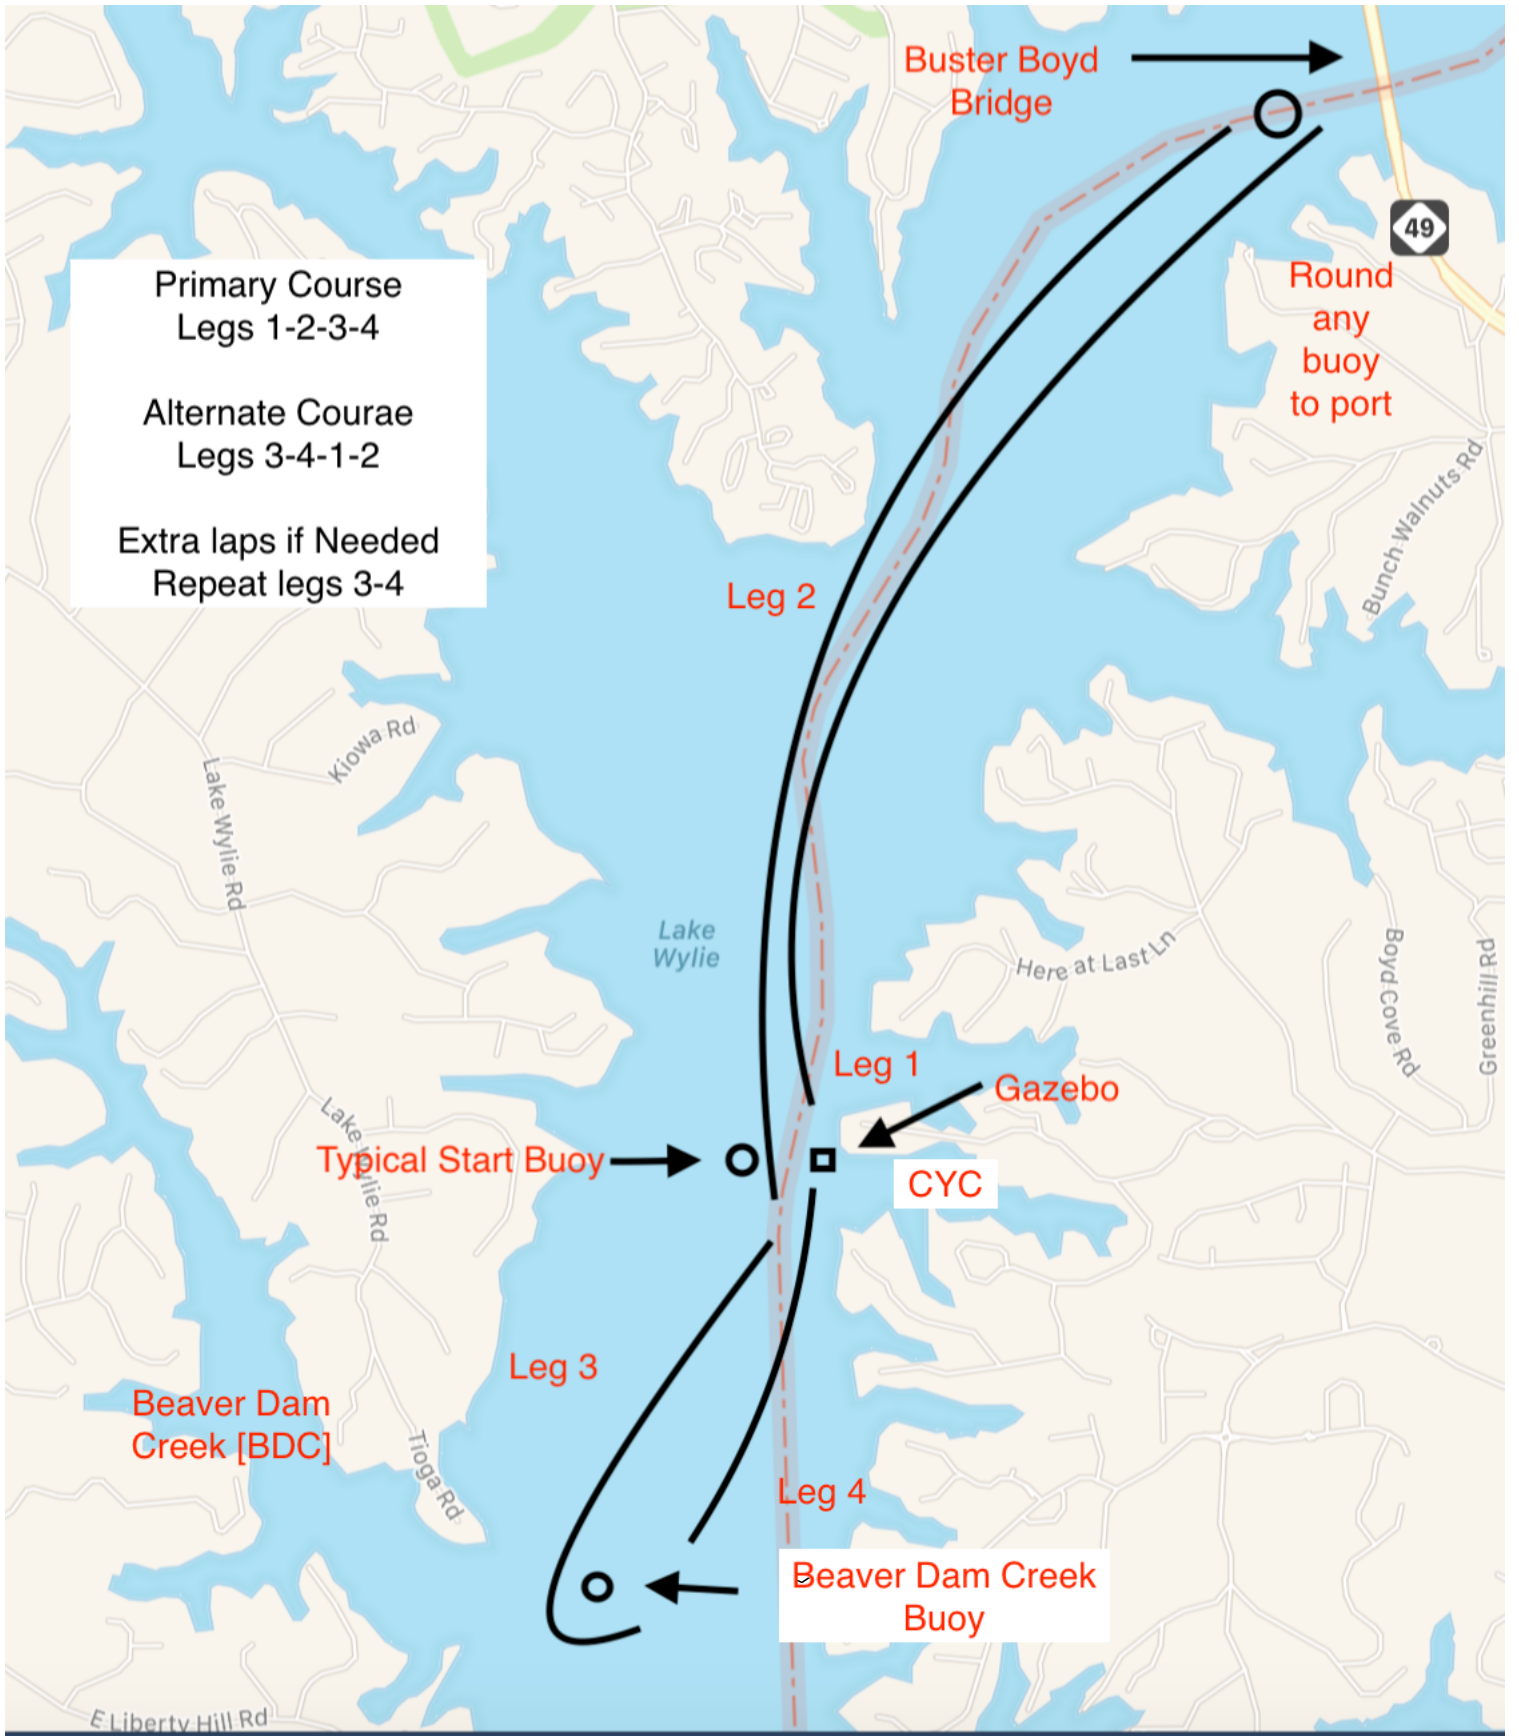 Buster Boyd
Bridge
49
Round
any
buoy
to port
Primary Course
Legs 1-2-3-4
Alternate Courae
Legs 3-4-1-2
Extra laps if Needed
Repeat legs 3-4
Bunch Walnuts Rd
Leg 2
Kiowa Rd
Lake Wylie Rd
Lake
Wylie
Here at Last Ln
Boyd Cove Rd
Greenhill Rd
Leg 1
Gazebo
Lake Wylie Rd
Typical Start Buoy
CYC
Leg 3
Beaver Dam
Creek [BDC]
Tioga Rd
Leg 4
Beaver Dam Creek
Buoy
E Liberty Hill Rd